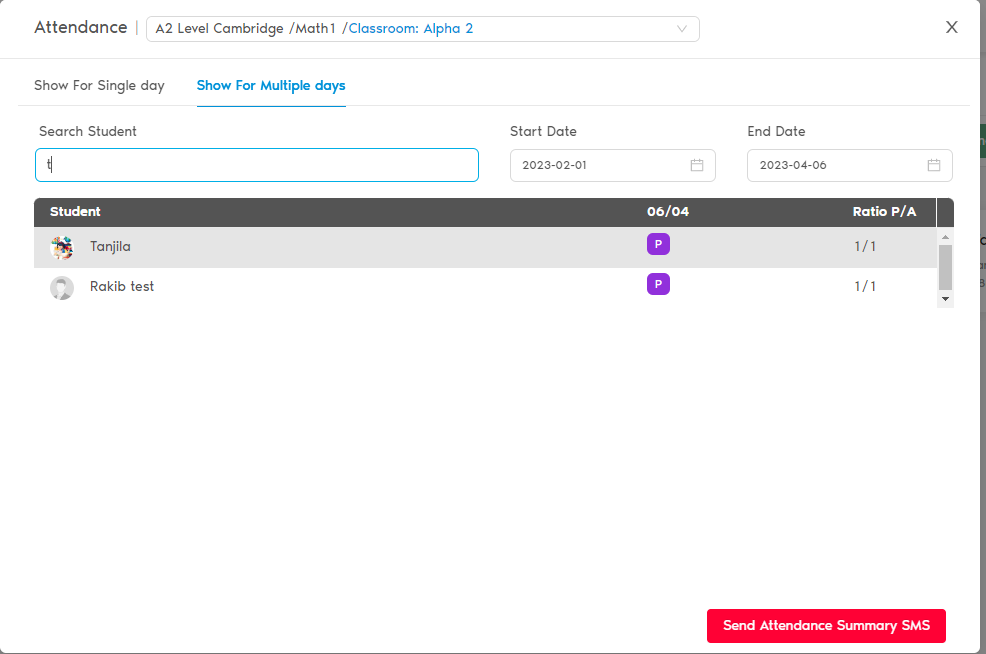 Attendance | A2 Level Cambridge /Math1 /Classroom: Alpha 2 X
Show For Single day Show For Multiple days
Search Student Start Date End Date
t 2023-02-01 2023-04-06
Student 06/04 Ratio P/A
Tanjila P 1/1
Rakib test P 1/1
Send Attendance Summary SMS